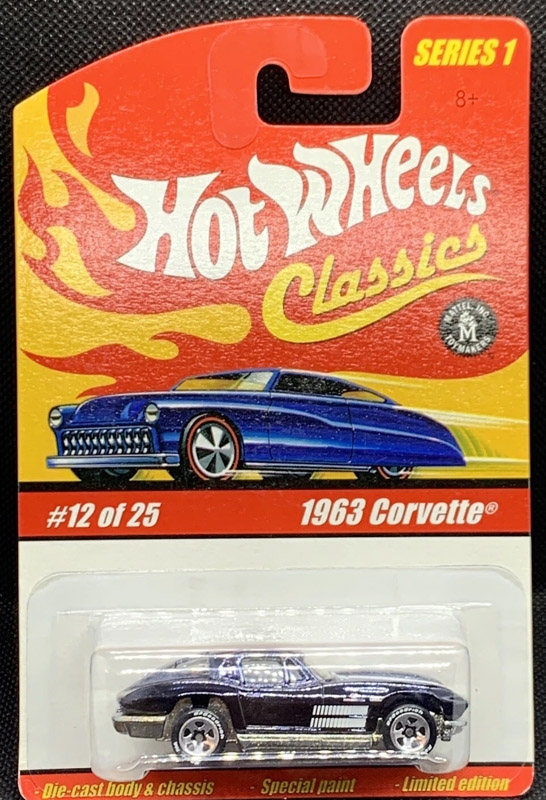 SERIES 1
8+
HOT WHEELS
Classics
MATTEL, INC.
M
TOYMAKERS
#12 of 25
1963 Corvette®
-Die-cast body & chassis - Special paint - Limited edition